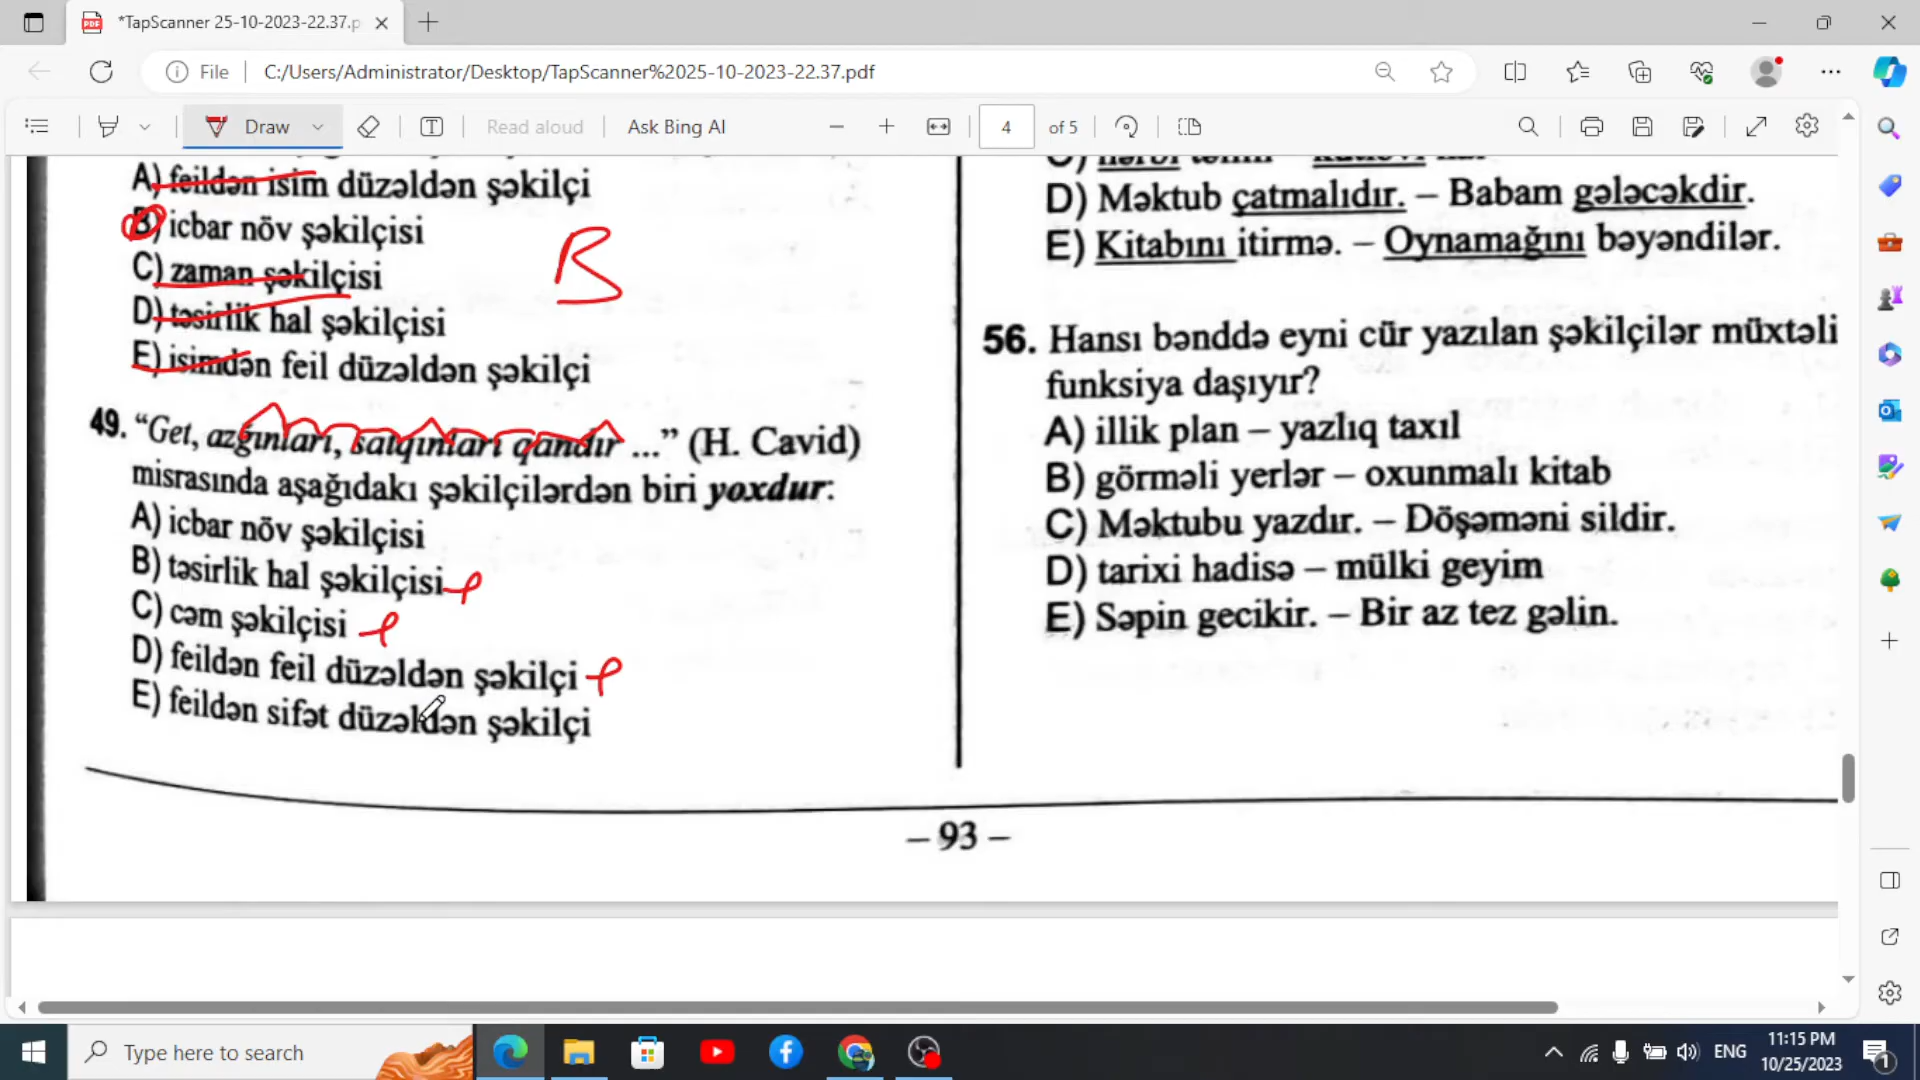 *TapScanner 25-10-2023-22.37.p
File
C:/Users/Administrator/Desktop/TapScanner%2025-10-2023-22.37.pdf
Draw
Read aloud
Ask Bing AI
4
of 5
A) feildən isim düzəldən şəkilçi
B) icbar növ şəkilçisi
B
C) zaman şəkilçisi
D) təsirlik hal şəkilçisi
E) isimdən feil düzəldən şəkilçi
49. “Get, azğınları, satqınları qandır ...” (H. Cavid)
misrasında aşağıdakı şəkilçilərdən biri yoxdur:
A) icbar növ şəkilçisi
B) təsirlik hal şəkilçisi
C) cəm şəkilçisi
D) feildən feil düzəldən şəkilçi
E) feildən sifət düzəldən şəkilçi
D) Məktub çatmalıdır. – Babam gələcəkdir.
E) Kitabını itirmə. – Oynamağını bəyəndilər.
56. Hansı bənddə eyni cür yazılan şəkilçilər müxtəli
funksiya daşıyır?
A) illik plan – yazlıq taxıl
B) görməli yerlər – oxunmalı kitab
C) Məktubu yazdır. – Döşəməni sildir.
D) tarixi hadisə – mülki geyim
E) Səpin gecikir. – Bir az tez gəlin.
– 93 –
Type here to search
ENG
11:15 PM
10/25/2023
1